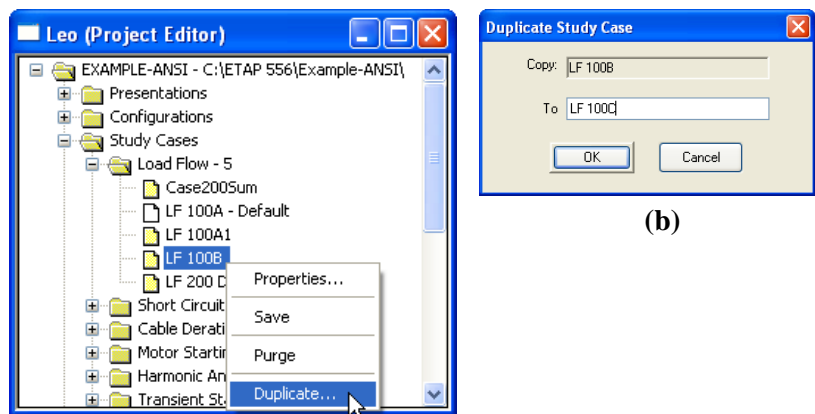 Leo (Project Editor)
EXAMPLE-ANSI - C:\ETAP 556\Example-ANSI\
Presentations
Configurations
Study Cases
Load Flow - 5
Case200Sum
LF 100A - Default
LF 100A1
LF 100B
LF 200 D
Short Circuit
Cable Derati
Motor Startin
Harmonic An
Transient St
Properties...
Save
Purge
Duplicate...
Duplicate Study Case
Copy: LF 100B
To LF 100C
OK Cancel
(b)